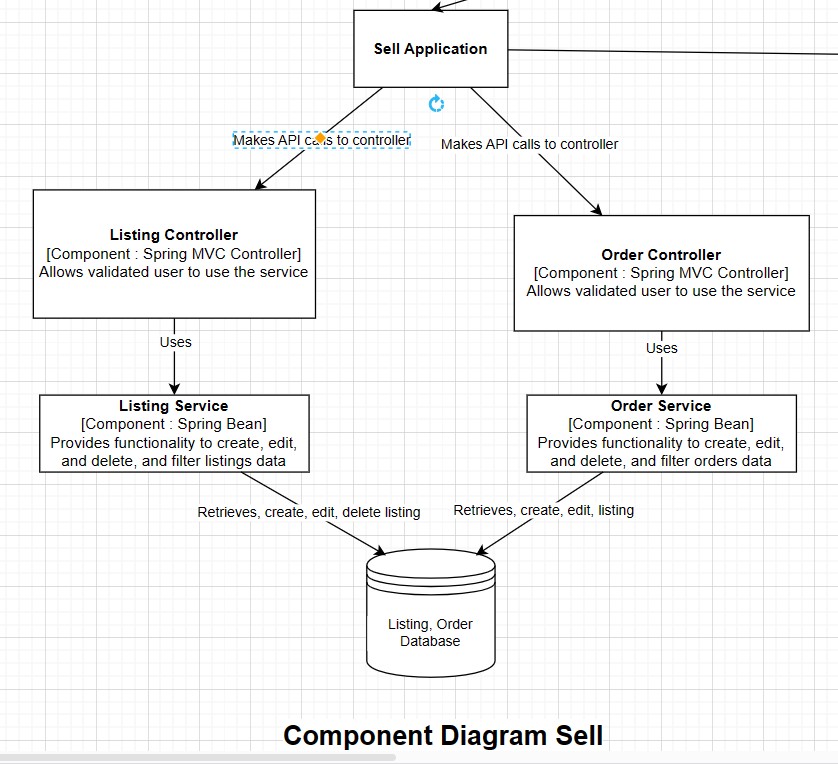 Sell Application
Makes API calls to controller
Makes API calls to controller
Listing Controller
[Component : Spring MVC Controller]
Allows validated user to use the service
Order Controller
[Component : Spring MVC Controller]
Allows validated user to use the service
Uses
Uses
Listing Service
[Component : Spring Bean]
Provides functionality to create, edit,
and delete, and filter listings data
Order Service
[Component : Spring Bean]
Provides functionality to create, edit,
and delete, and filter orders data
Retrieves, create, edit, delete listing
Retrieves, create, edit, listing
Listing, Order
Database
Component Diagram Sell